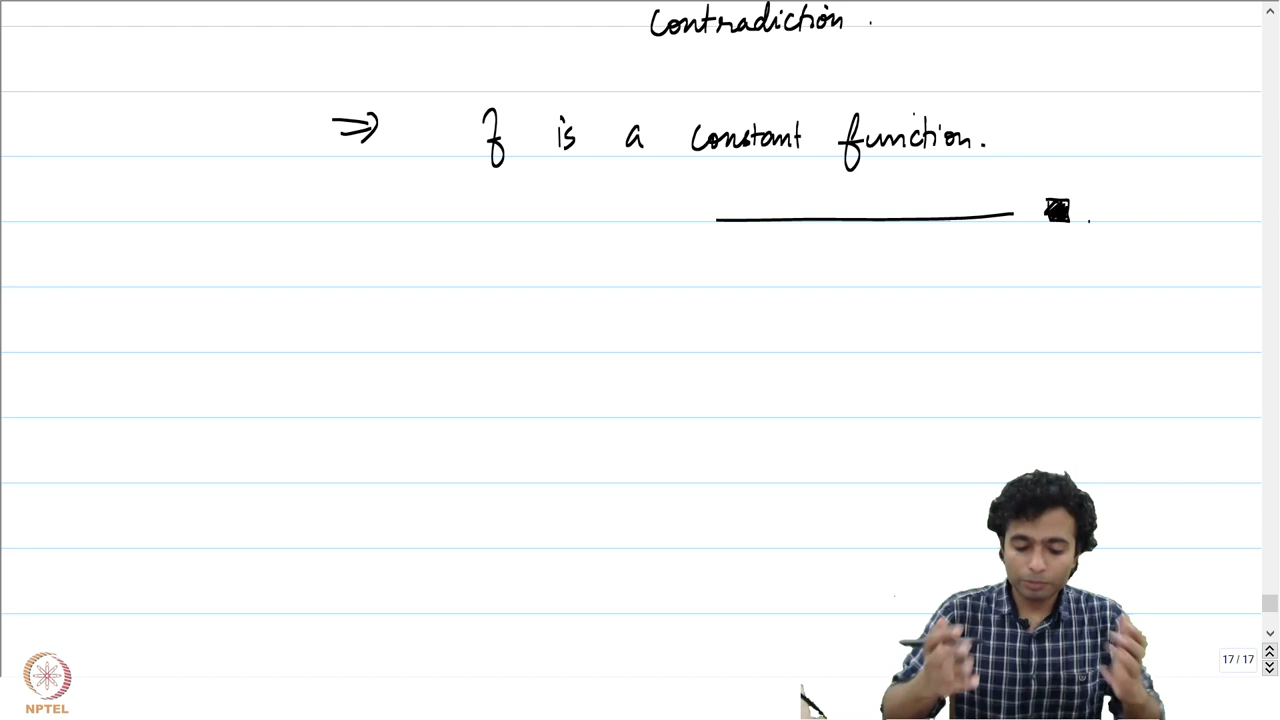 Contradiction.
⇒ f is a constant function.
17 / 17
NPTEL